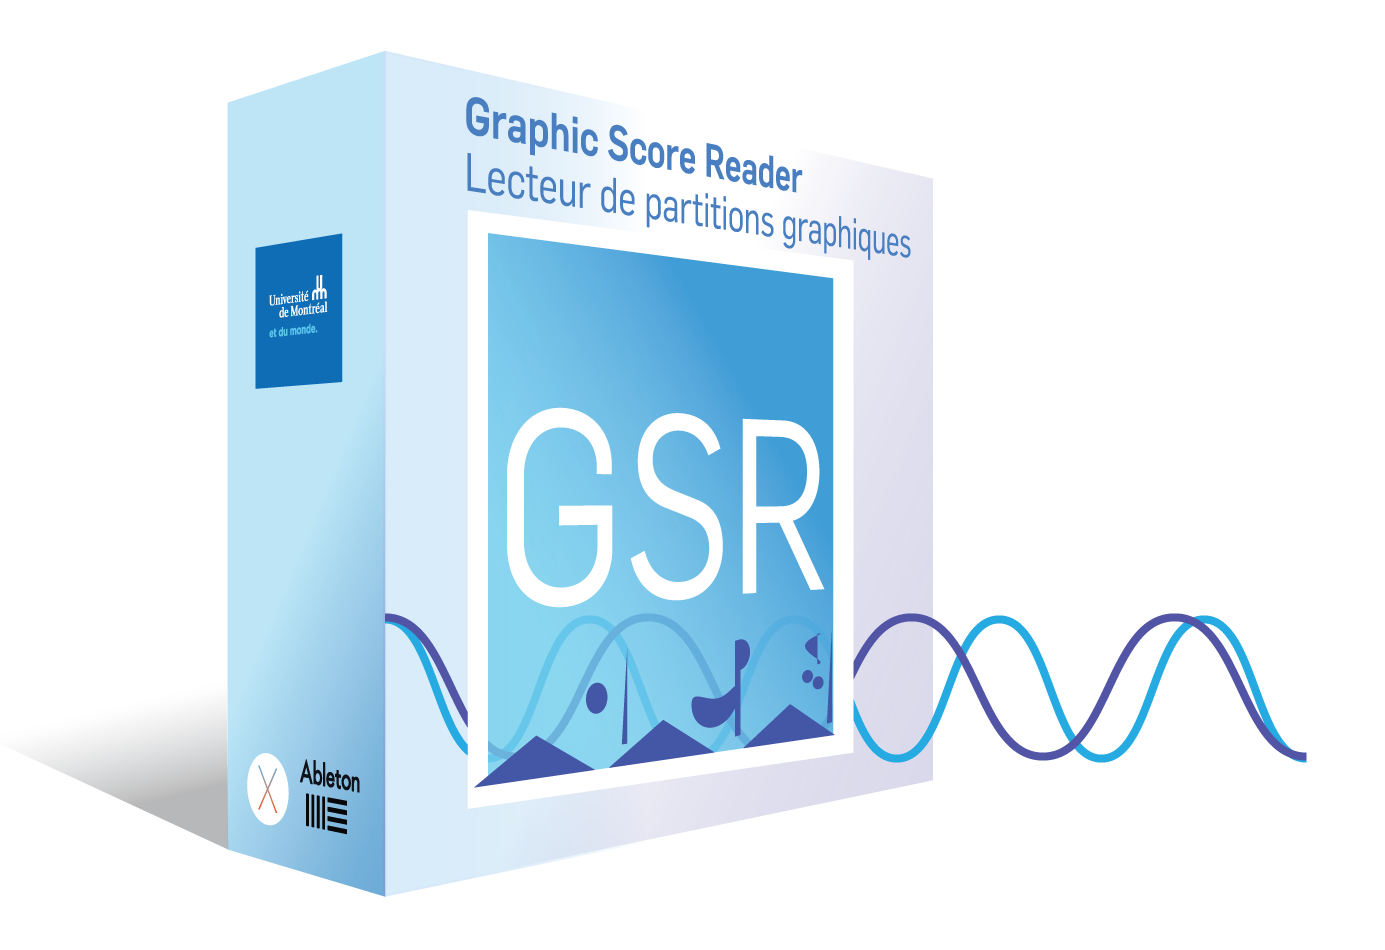 Graphic Score Reader
Lecteur de partitions graphiques
GSR
Université
de Montréal
et du monde.
Ableton